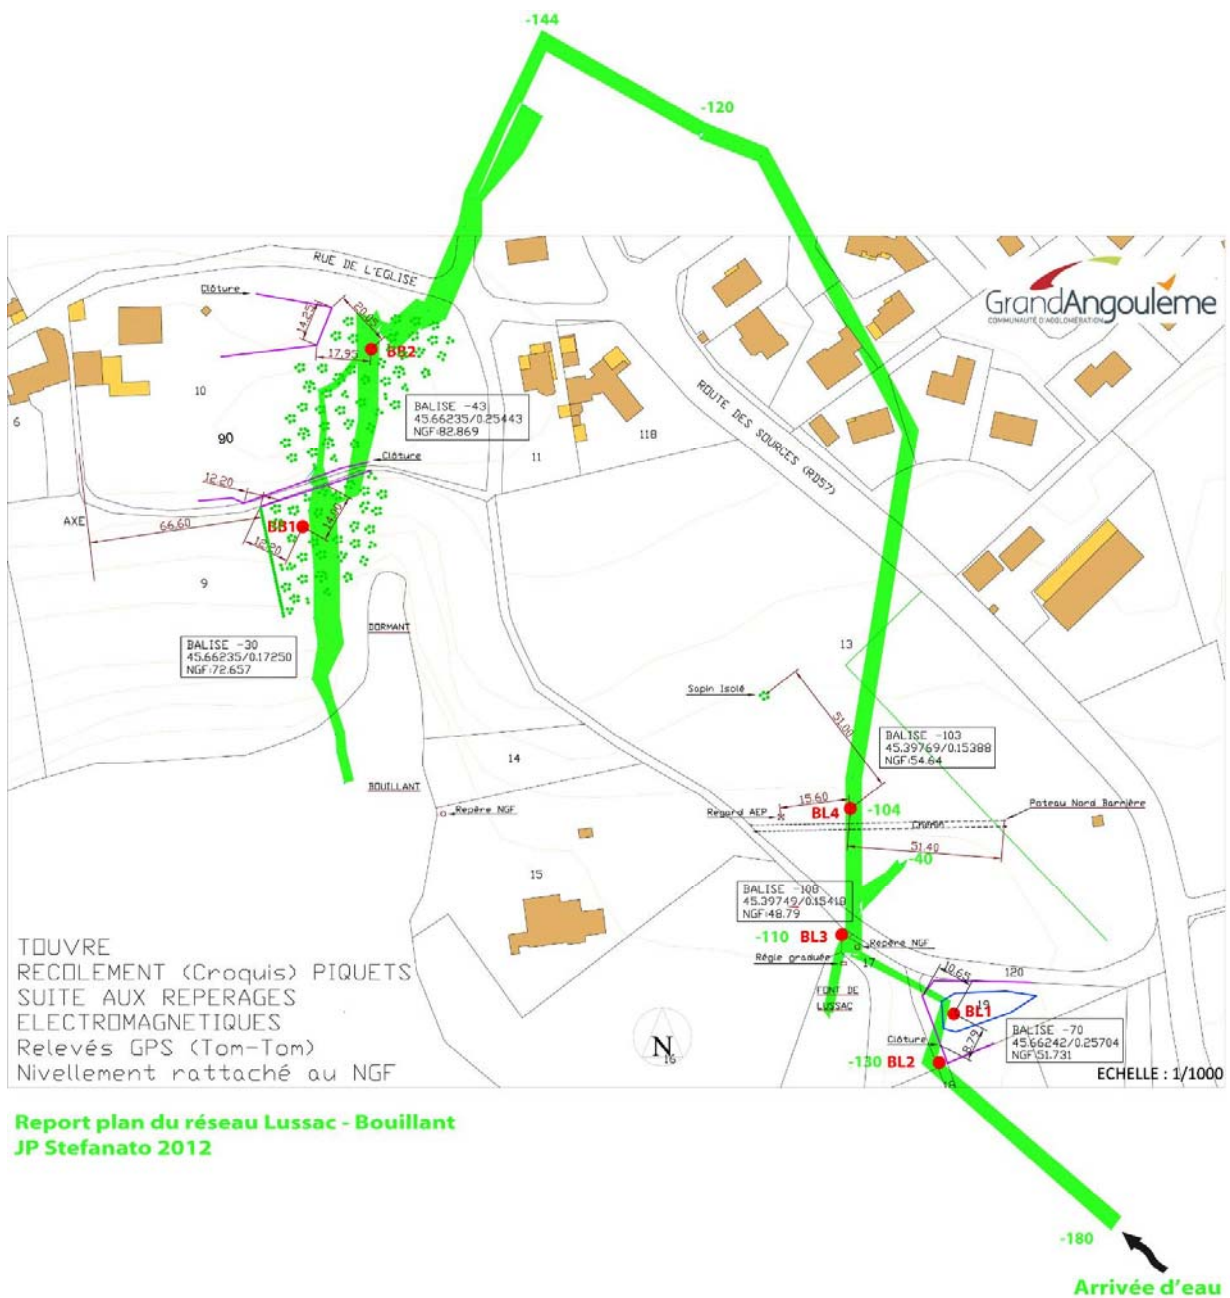 -144
-120
RUE DE L'EGLISE
Clôture
GrandAngoulême
COMMUNAUTÉ D'AGGLOMÉRATION
14.25
20.05
17.95
BB2
10
6
BALISE -43
45.66235/0.25443
NGF:82.869
ROUTE DES SOURCES (RD57)
90
118
11
Clôture
12.20
AXE
66.60
BB1
14.00
12.20
9
DORMANT
13
BALISE -30
45.66235/0.17250
NGF:72.657
Sapin Isolé
51.00
BALISE -103
45.39769/0.15388
NGF:54.64
14
BOUILLANT
Repère NGF
15.60
Regard AEP
BL4
-104
Poteau Nord Barrière
Chemin
51.40
-40
15
BALISE -108
45.39749/0.15418
NGF:48.79
-110
BL3
Repère NGF
Règle graduée
17
120
10.65
FONT DE
LUSSAC
19
BL1
BALISE -70
45.66242/0.25704
NGF:51.731
Clôture
8.79
-130
BL2
18
N
16
ECHELLE : 1/1000
TOUVRE
RECOLEMENT (Croquis) PIQUETS
SUITE AUX REPERAGES
ELECTROMAGNETIQUES
Relevés GPS (Tom-Tom)
Nivellement rattaché au NGF
Report plan du réseau Lussac - Bouillant
JP Stefanato 2012
-180
Arrivée d'eau